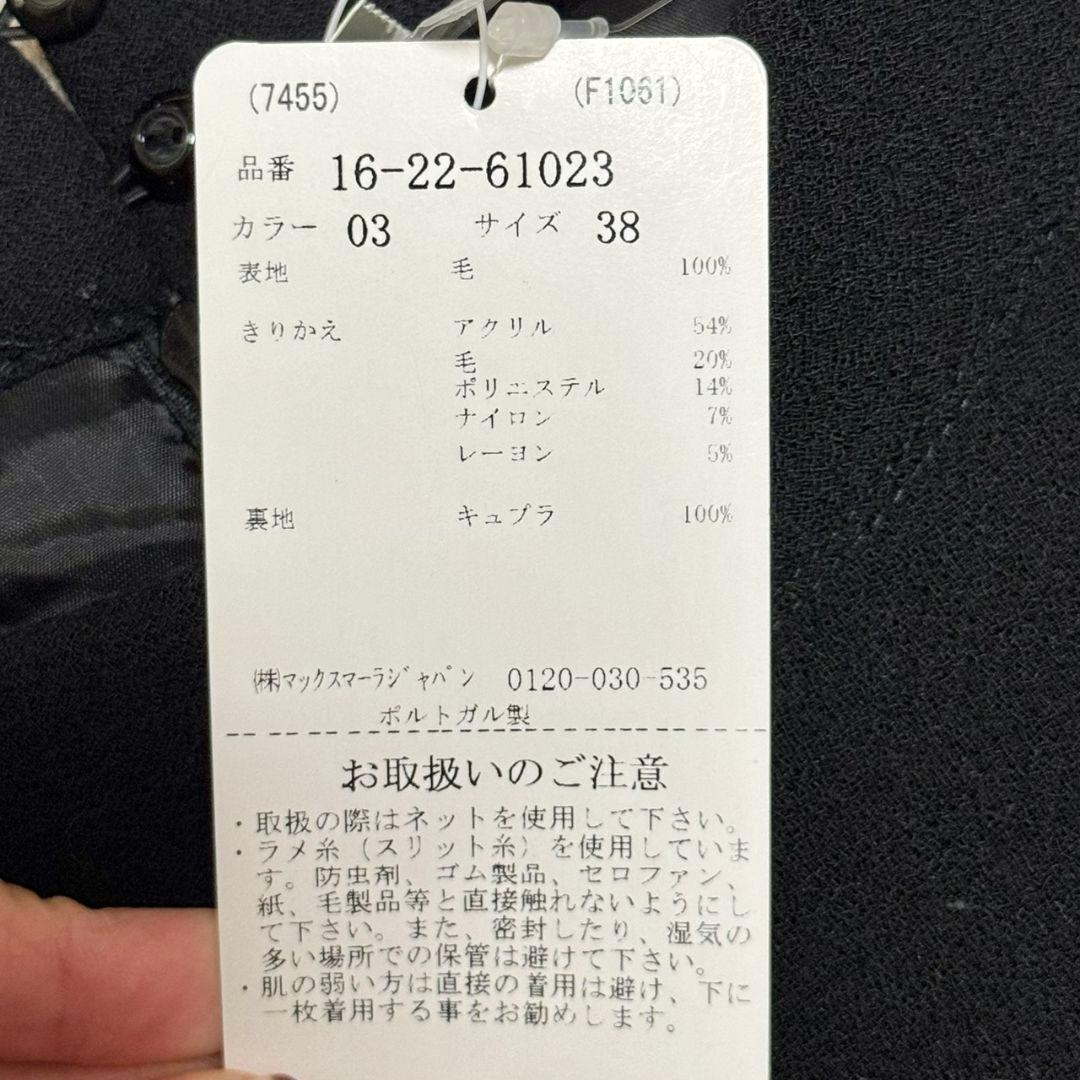 (7455) (F1061)
品番 16-22-61023
カラー 03 サイズ 38
表地 毛 100%
きりかえ アクリル 54%
毛 20%
ポリエステル 14%
ナイロン 7%
レーヨン 5%
裏地 キュプラ 100%
㈱マックスマーラジャパン 0120-030-535
ポルトガル製
お取扱いのご注意
・取扱の際はネットを使用して下さい。
・ラメ糸（スリット糸）を使用していま
す。防虫剤、ゴム製品、セロファン、
紙、毛製品等と直接触れないようにし
て下さい。また、密封したり、湿気の
多い場所での保管は避けて下さい。
・肌の弱い方は直接の着用は避け、下に
一枚着用する事をお勧めします。